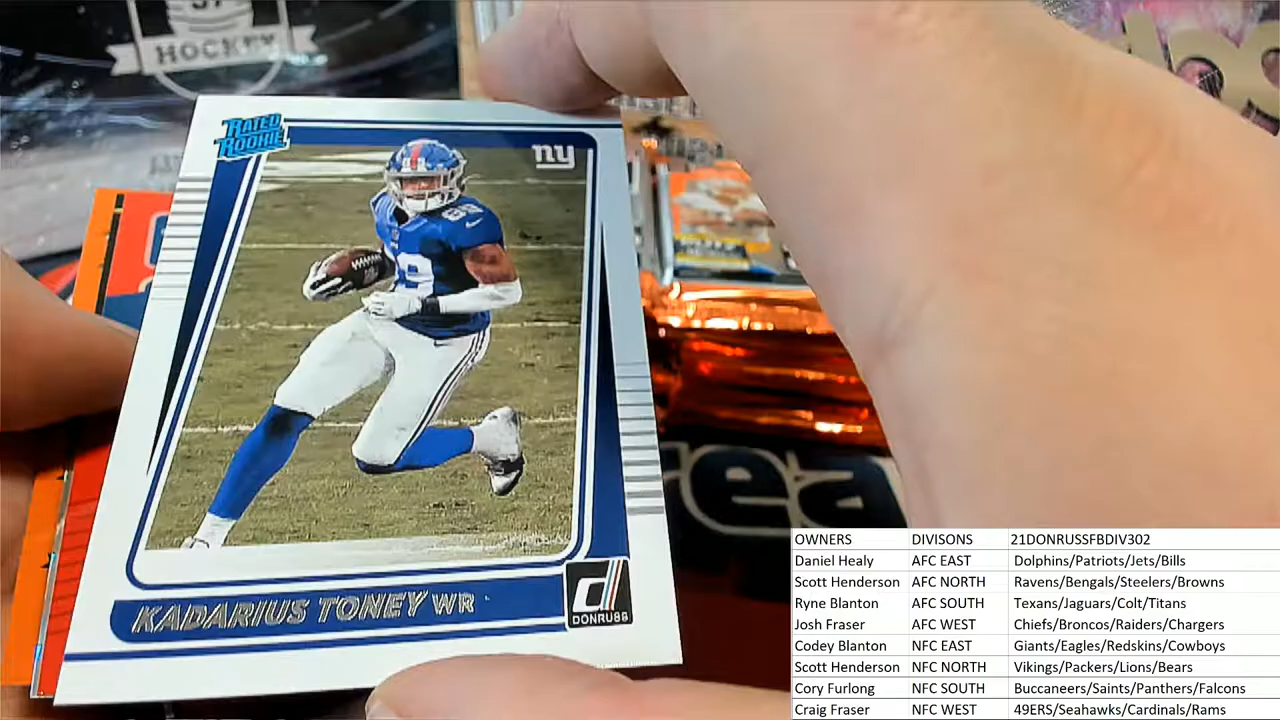 HOCKEY
RATED
ROOKIE
ny
89
KADARIUS TONEY WR
DONRUSS
rea
OWNERS DIVISONS 21DONRUSSFBDIV302
Daniel Healy AFC EAST Dolphins/Patriots/Jets/Bills
Scott Henderson AFC NORTH Ravens/Bengals/Steelers/Browns
Ryne Blanton AFC SOUTH Texans/Jaguars/Colt/Titans
Josh Fraser AFC WEST Chiefs/Broncos/Raiders/Chargers
Codey Blanton NFC EAST Giants/Eagles/Redskins/Cowboys
Scott Henderson NFC NORTH Vikings/Packers/Lions/Bears
Cory Furlong NFC SOUTH Buccaneers/Saints/Panthers/Falcons
Craig Fraser NFC WEST 49ERS/Seahawks/Cardinals/Rams